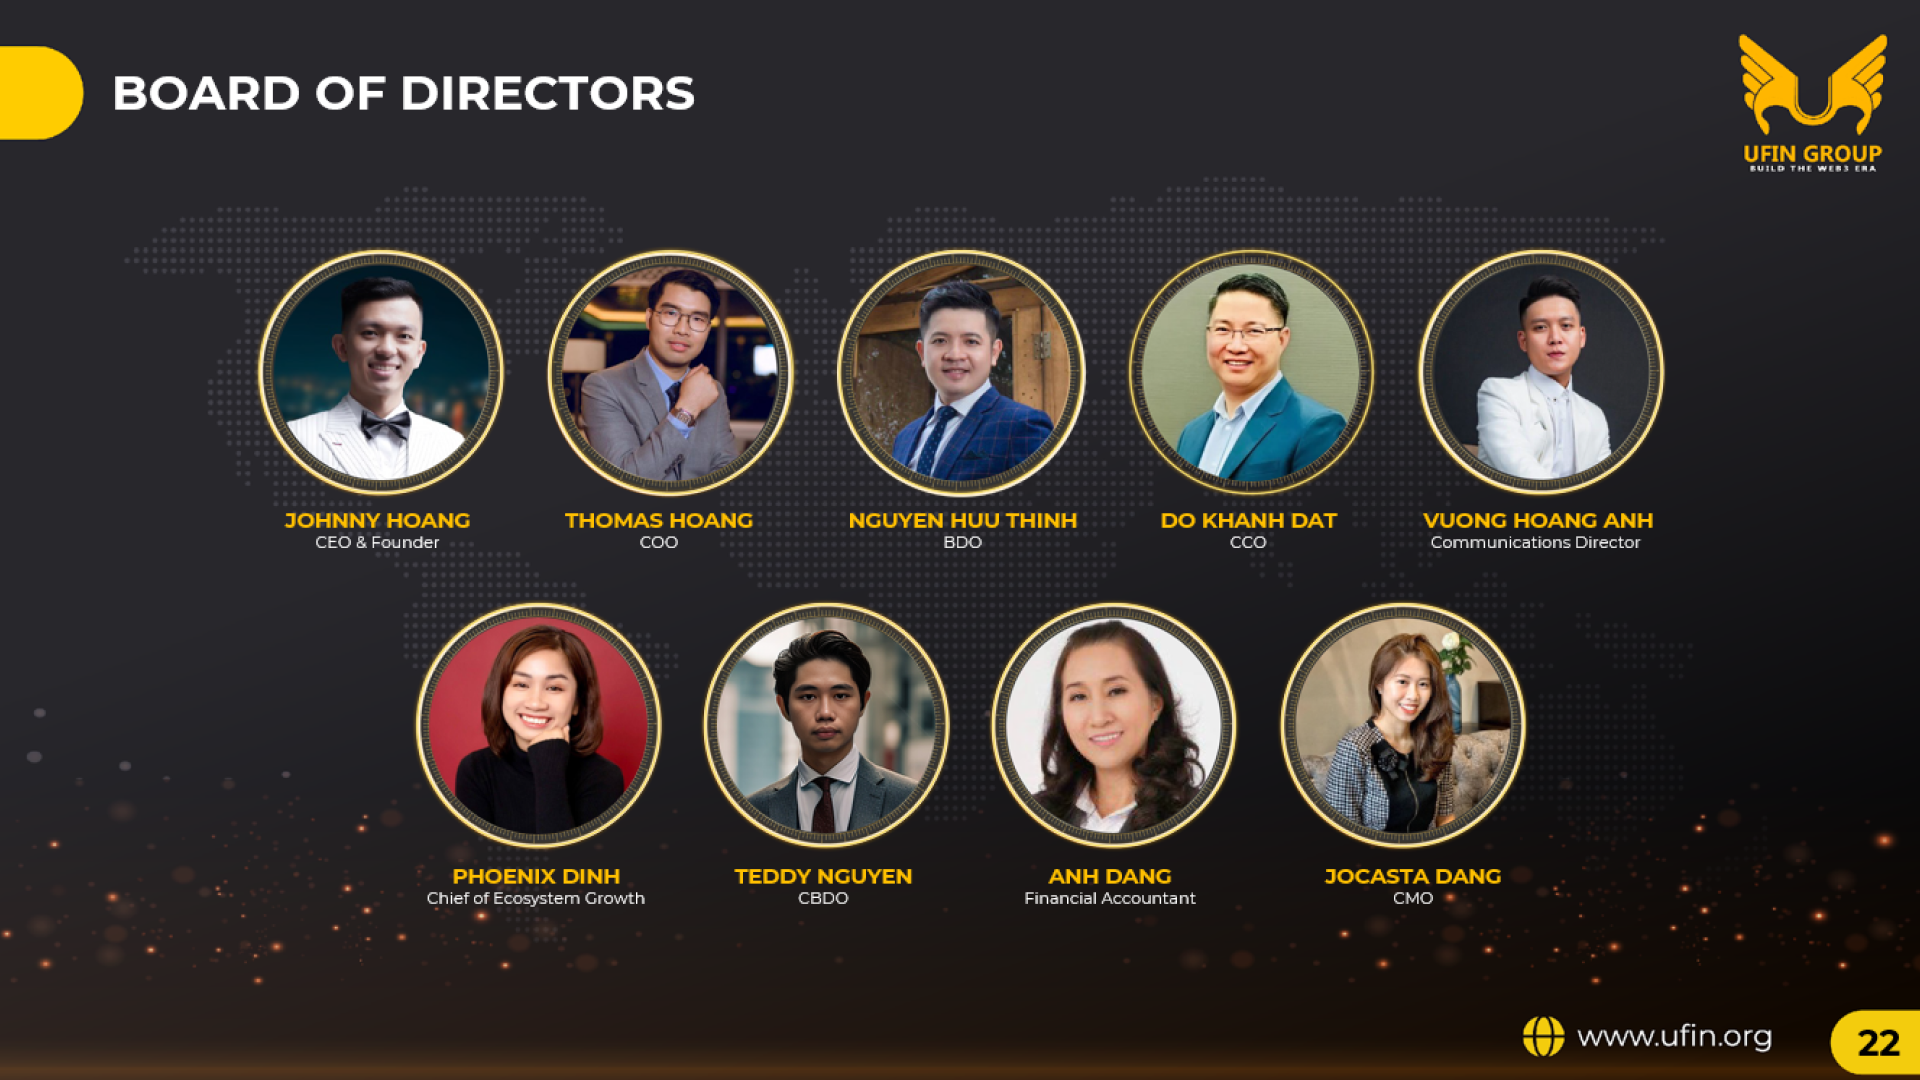 BOARD OF DIRECTORS
UFIN GROUP
BUILD THE WEB3 ERA
JOHNNY HOANG
CEO & Founder
THOMAS HOANG
COO
NGUYEN HUU THINH
BDO
DO KHANH DAT
CCO
VUONG HOANG ANH
Communications Director
PHOENIX DINH
Chief of Ecosystem Growth
TEDDY NGUYEN
CBDO
ANH DANG
Financial Accountant
JOCASTA DANG
CMO
www.ufin.org
22